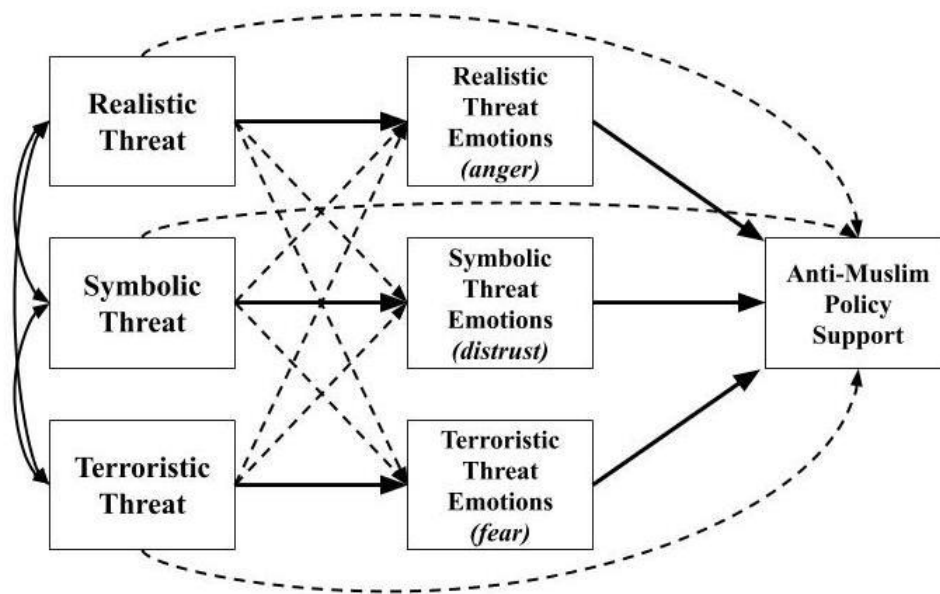 Realistic
Threat
Realistic
Threat
Emotions
(anger)
Symbolic
Threat
Symbolic
Threat
Emotions
(distrust)
Anti-Muslim
Policy
Support
Terroristic
Threat
Terroristic
Threat
Emotions
(fear)